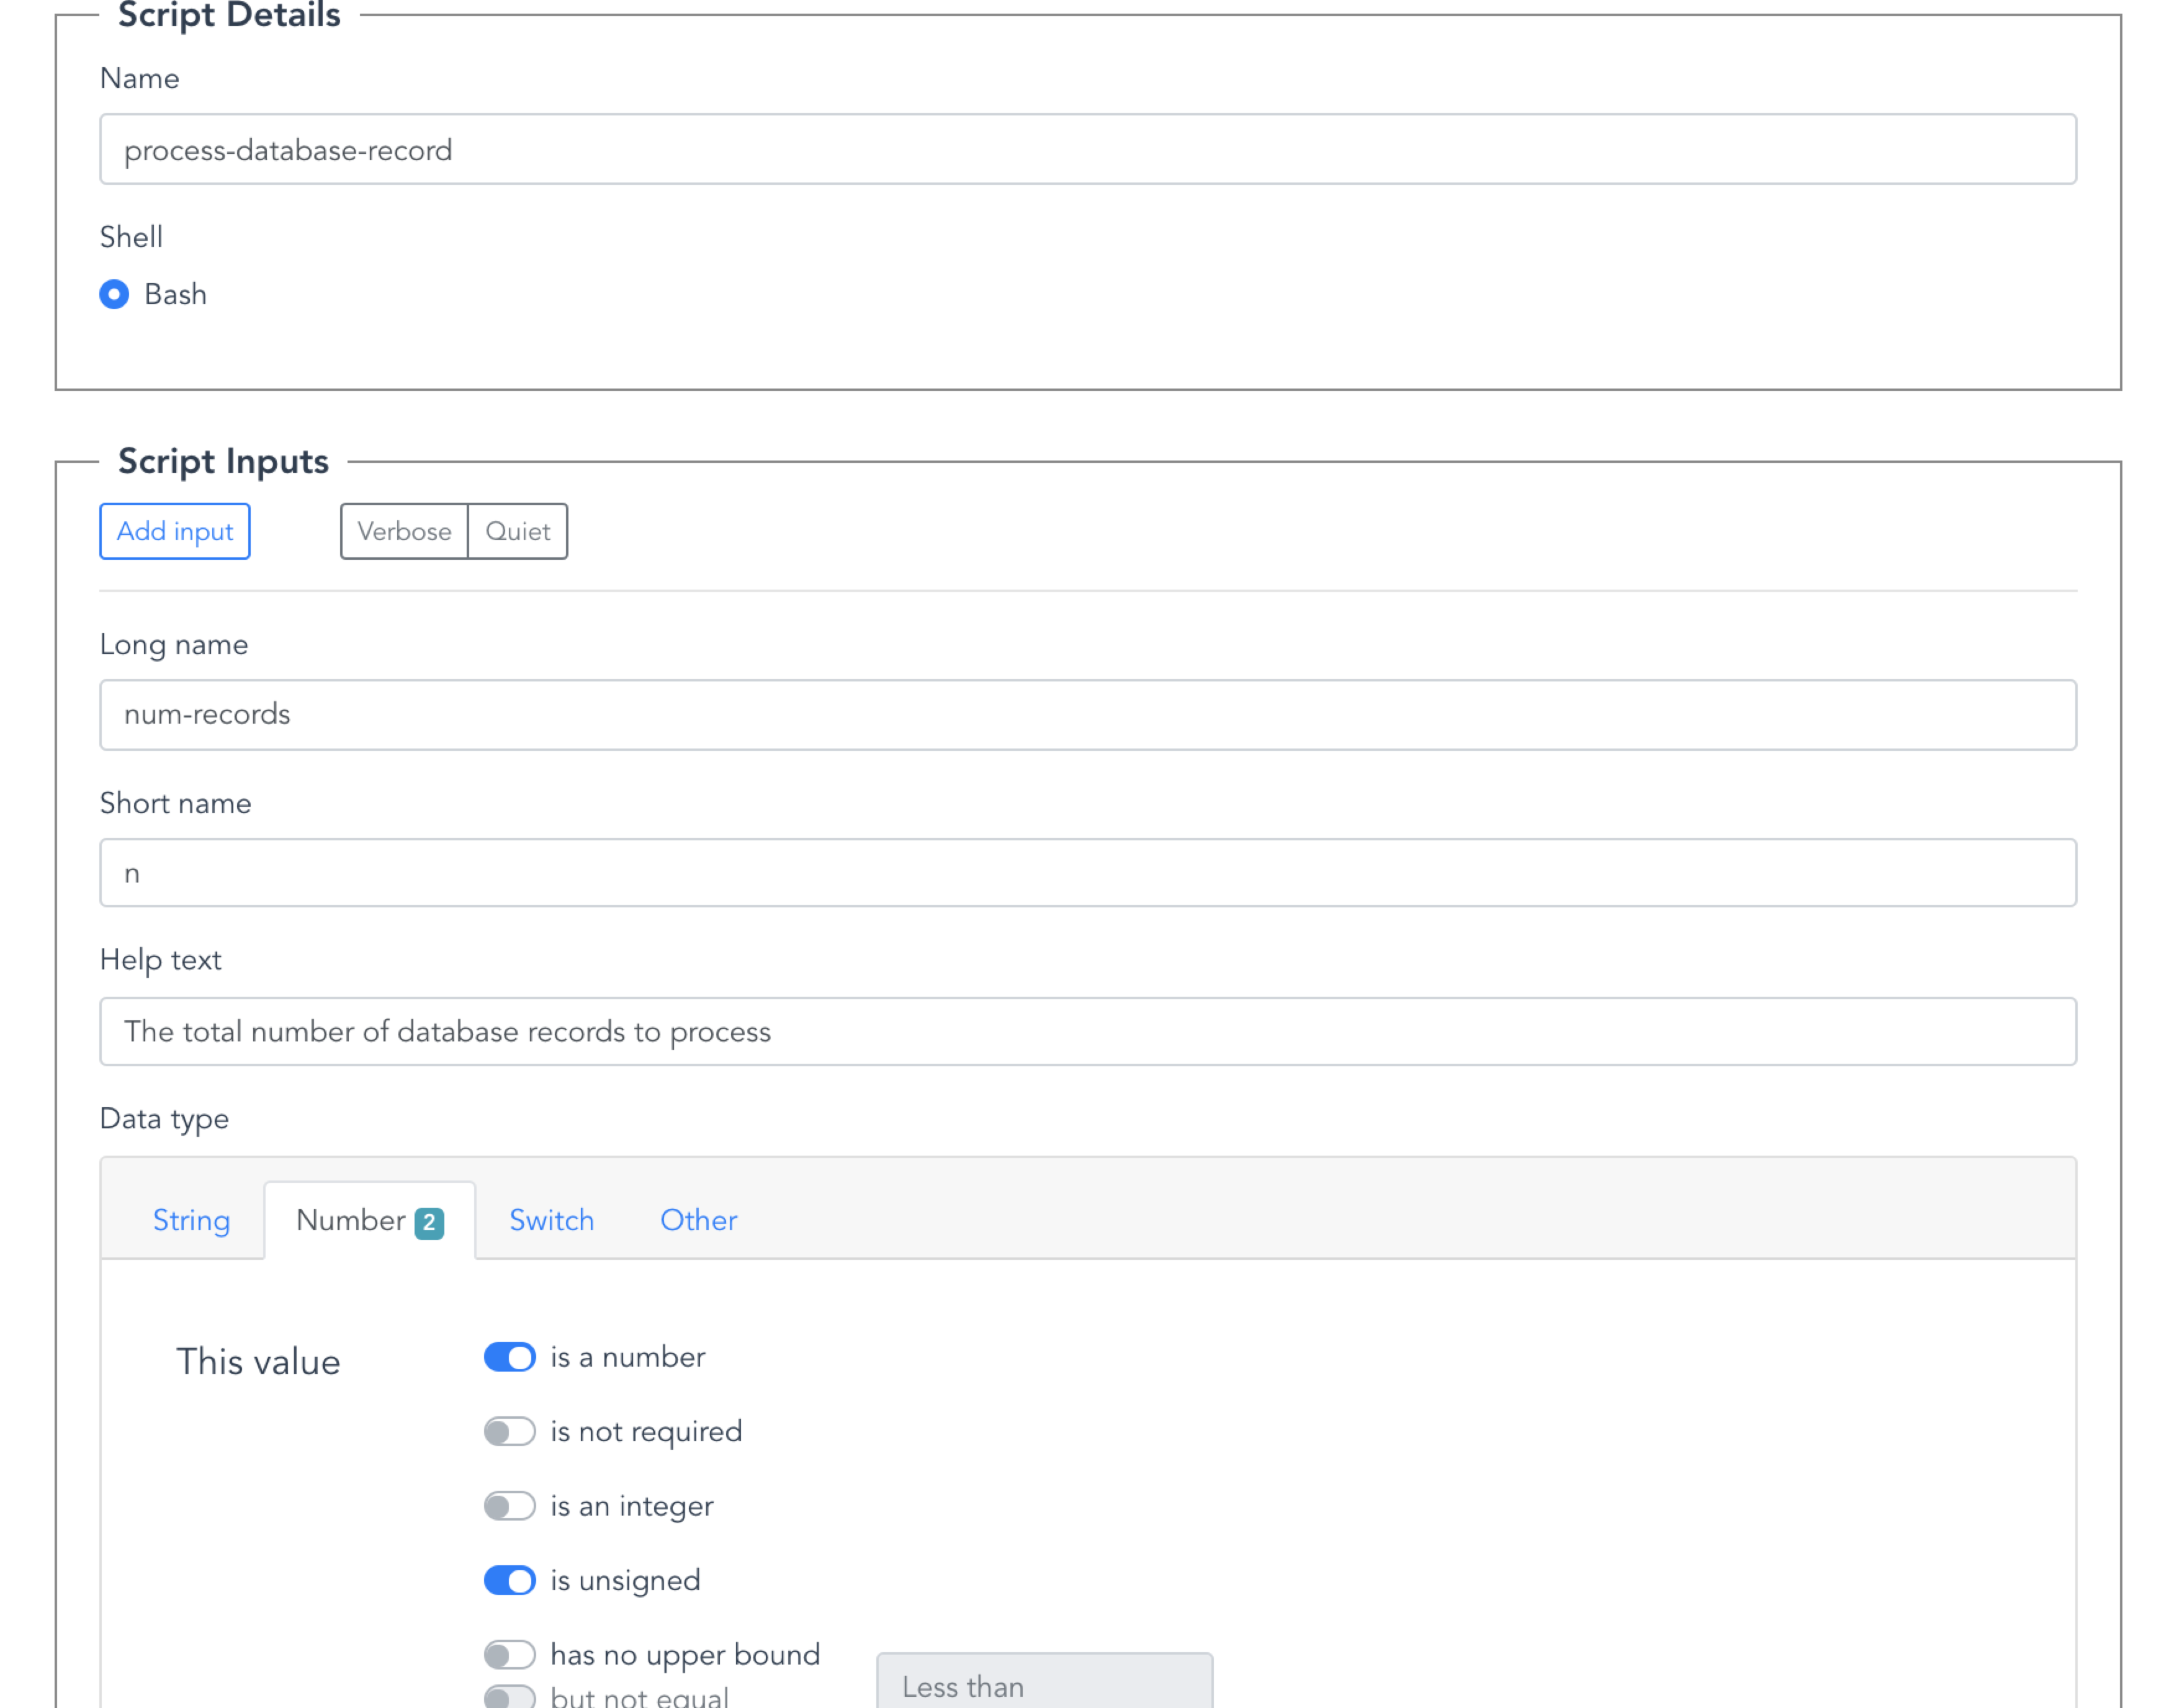 Script Details
Name
process-database-record
Shell
Bash
Script Inputs
Add input
Verbose Quiet
Long name
num-records
Short name
n
Help text
The total number of database records to process
Data type
String Number 2 Switch Other
This value is a number
is not required
is an integer
is unsigned
has no upper bound
Less than
but not equal